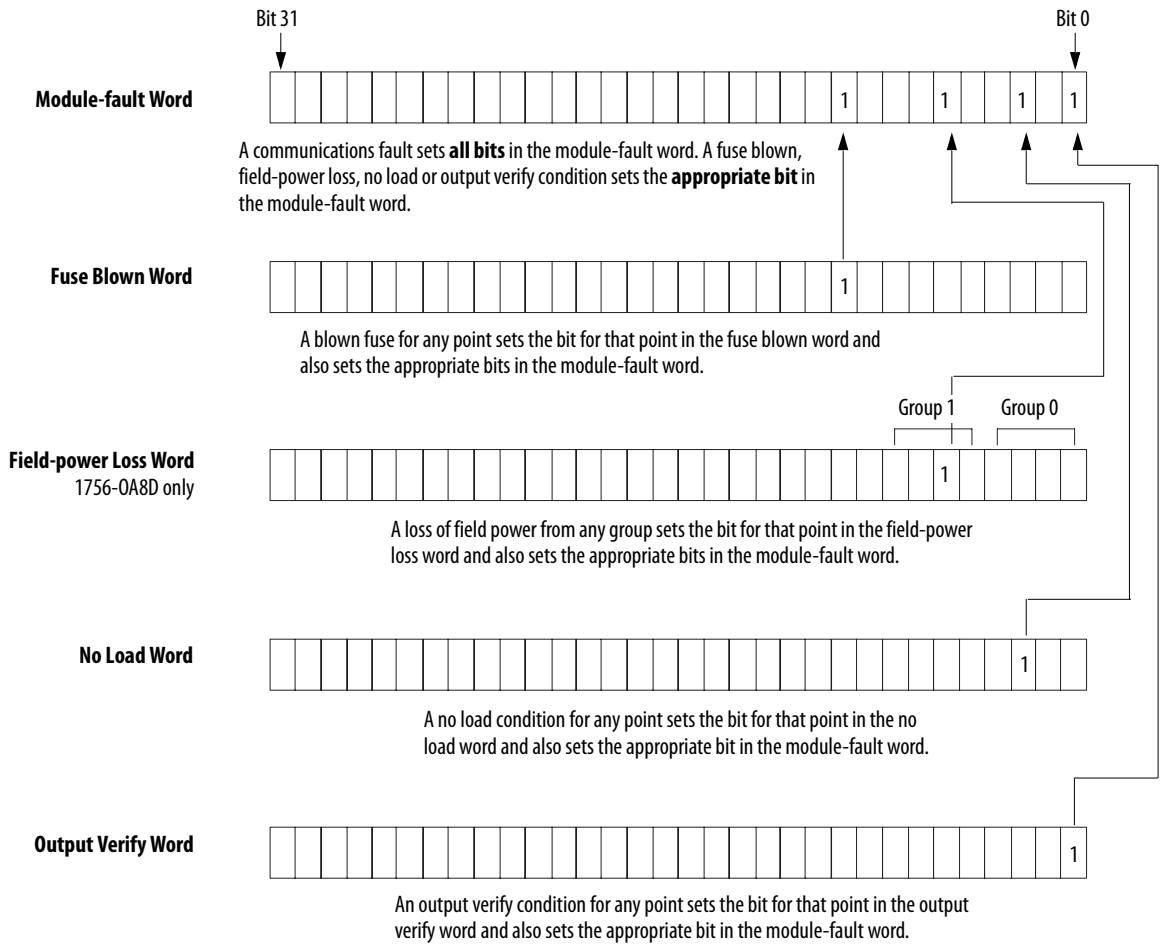 Bit 31
Bit 0
Module-fault Word
1 1 1 1
A communications fault sets all bits in the module-fault word. A fuse blown,
field-power loss, no load or output verify condition sets the appropriate bit in
the module-fault word.
Fuse Blown Word
1
A blown fuse for any point sets the bit for that point in the fuse blown word and
also sets the appropriate bits in the module-fault word.
Group 1
Group 0
Field-power Loss Word
1756-OA8D only
1
A loss of field power from any group sets the bit for that point in the field-power
loss word and also sets the appropriate bits in the module-fault word.
No Load Word
1
A no load condition for any point sets the bit for that point in the no
load word and also sets the appropriate bit in the module-fault word.
Output Verify Word
1
An output verify condition for any point sets the bit for that point in the output
verify word and also sets the appropriate bit in the module-fault word.